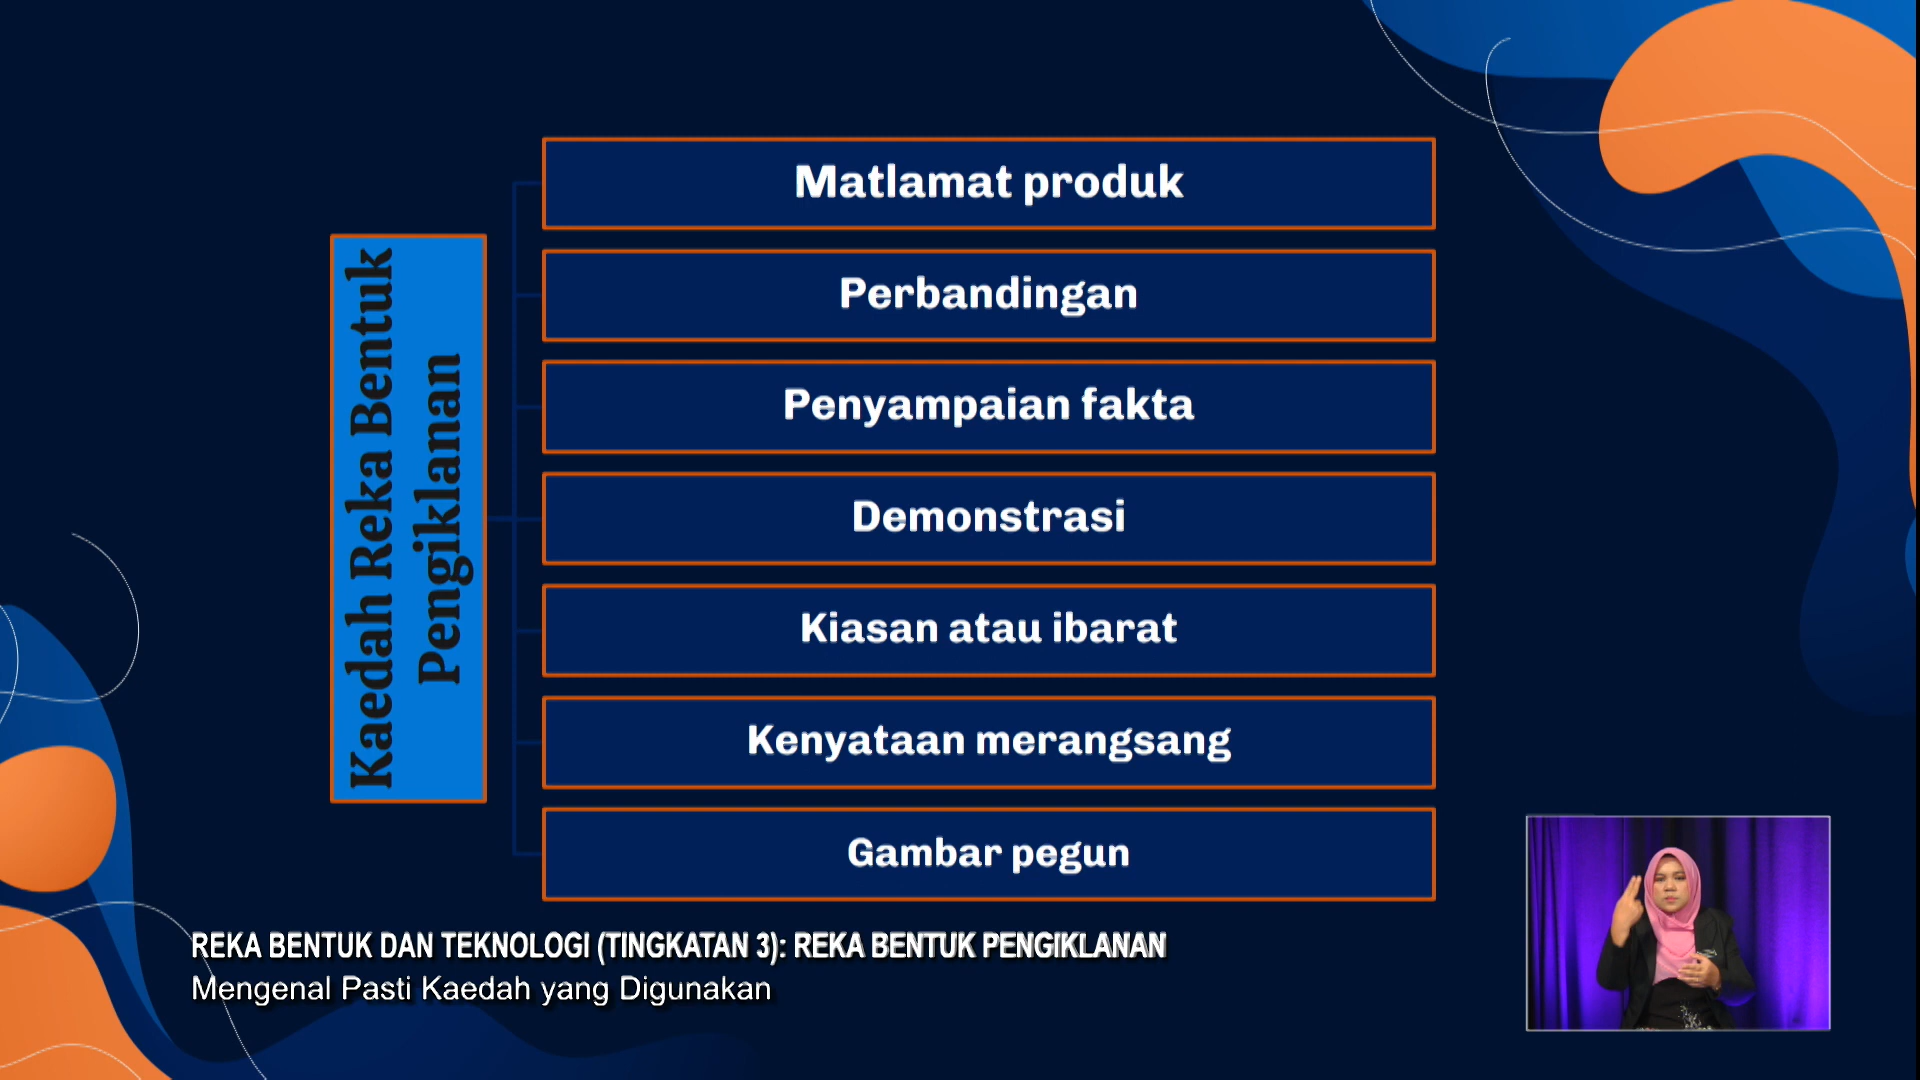 Kaedah Reka Bentuk
Pengiklanan
Matlamat produk
Perbandingan
Penyampaian fakta
Demonstrasi
Kiasan atau ibarat
Kenyataan merangsang
Gambar pegun
REKA BENTUK DAN TEKNOLOGI (TINGKATAN 3): REKA BENTUK PENGIKLANAN
Mengenal Pasti Kaedah yang Digunakan